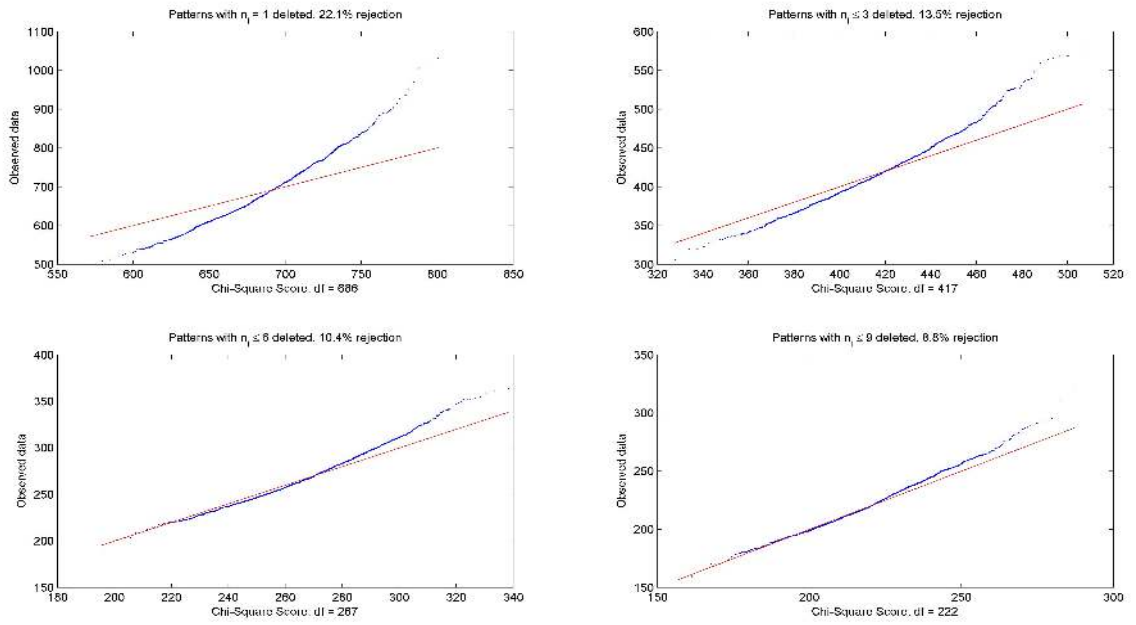 Patterns with n_i = 1 deleted. 22.1% rejection
Observed data
1100
1000
900
800
700
600
500
550 600 650 700 750 800 850
Chi-Square Score, df = 686
Patterns with n_i ≤ 3 deleted. 13.5% rejection
Observed data
600
550
500
450
400
350
300
320 340 360 380 400 420 440 460 480 500 520
Chi-Square Score, df = 417
Patterns with n_i ≤ 6 deleted. 10.4% rejection
Observed data
400
350
300
250
200
150
180 200 220 240 260 280 300 320 340
Chi-Square Score, df = 267
Patterns with n_i ≤ 9 deleted. 8.8% rejection
Observed data
350
300
250
200
150
150 200 250 300
Chi-Square Score, df = 222